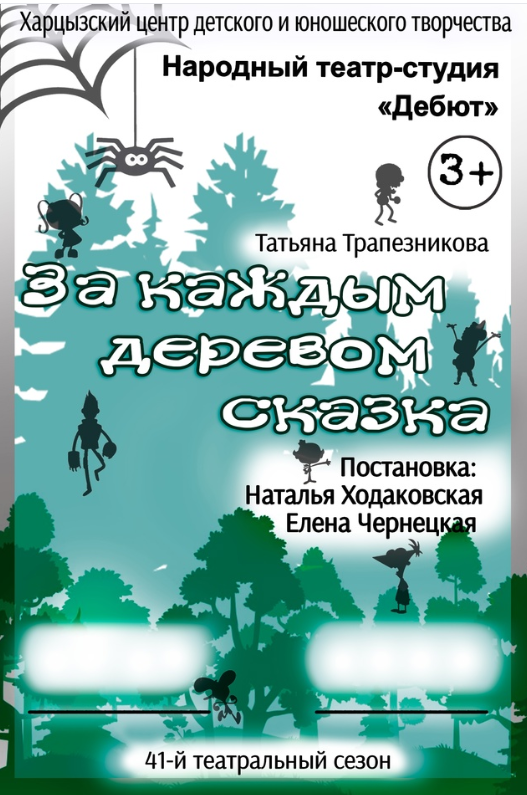 Харцызский центр детского и юношеского творчества
Народный театр-студия
«Дебют»
3+
Татьяна Трапезникова
За каждым
деревом
сказка
Постановка:
Наталья Ходаковская
Елена Чернецкая
41-й театральный сезон